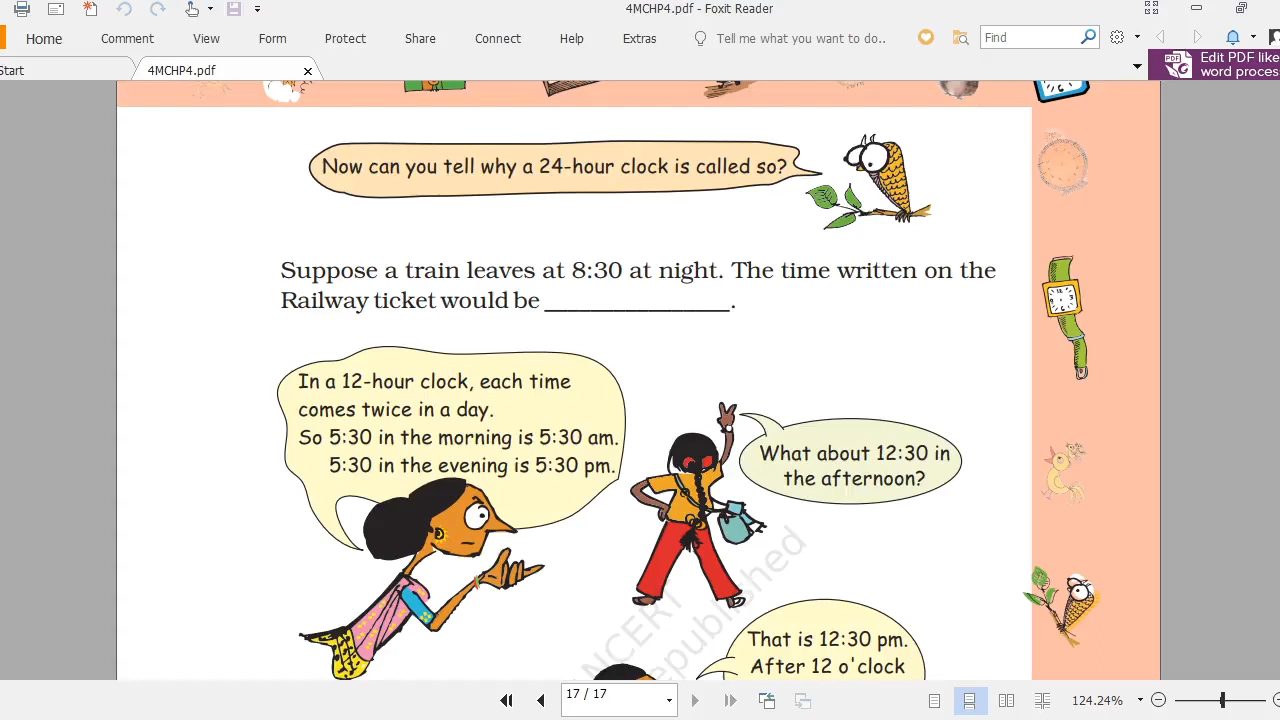 4MCHP4.pdf - Foxit Reader
Home Comment View Form Protect Share Connect Help Extras Tell me what you want to do.. Find
Start 4MCHP4.pdf Edit PDF like
word proces
Now can you tell why a 24-hour clock is called so?
Suppose a train leaves at 8:30 at night. The time written on the
Railway ticket would be ________________.
In a 12-hour clock, each time
comes twice in a day.
So 5:30 in the morning is 5:30 am.
5:30 in the evening is 5:30 pm.
What about 12:30 in
the afternoon?
That is 12:30 pm.
After 12 o'clock
NCERT
republished
17 / 17
124.24%